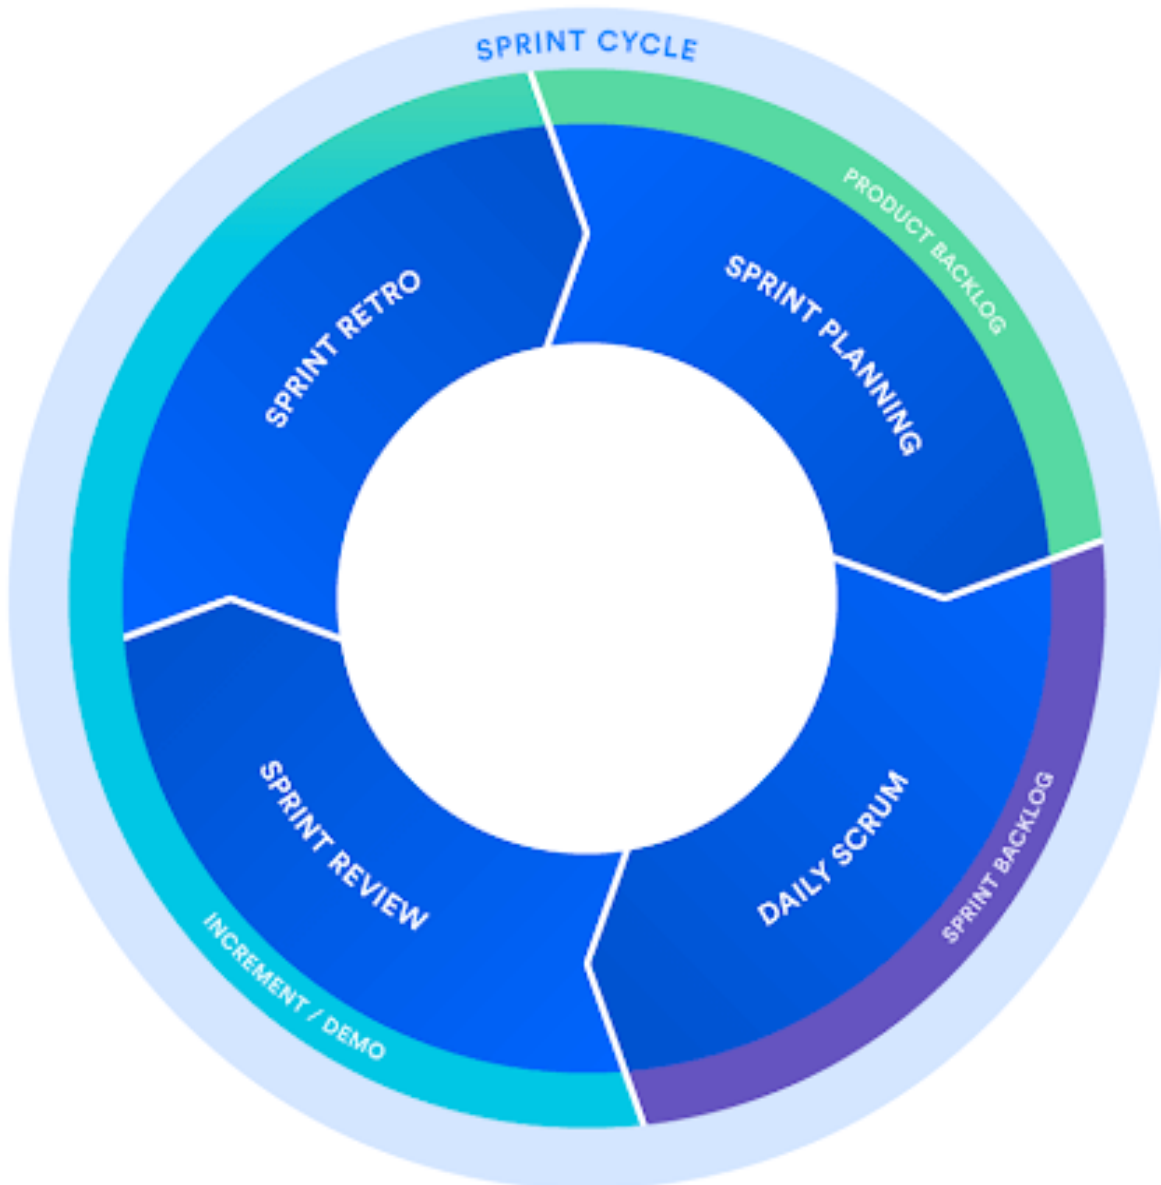 SPRINT CYCLE
PRODUCT BACKLOG
SPRINT PLANNING
DAILY SCRUM
SPRINT BACKLOG
SPRINT REVIEW
INCREMENT / DEMO
SPRINT RETRO